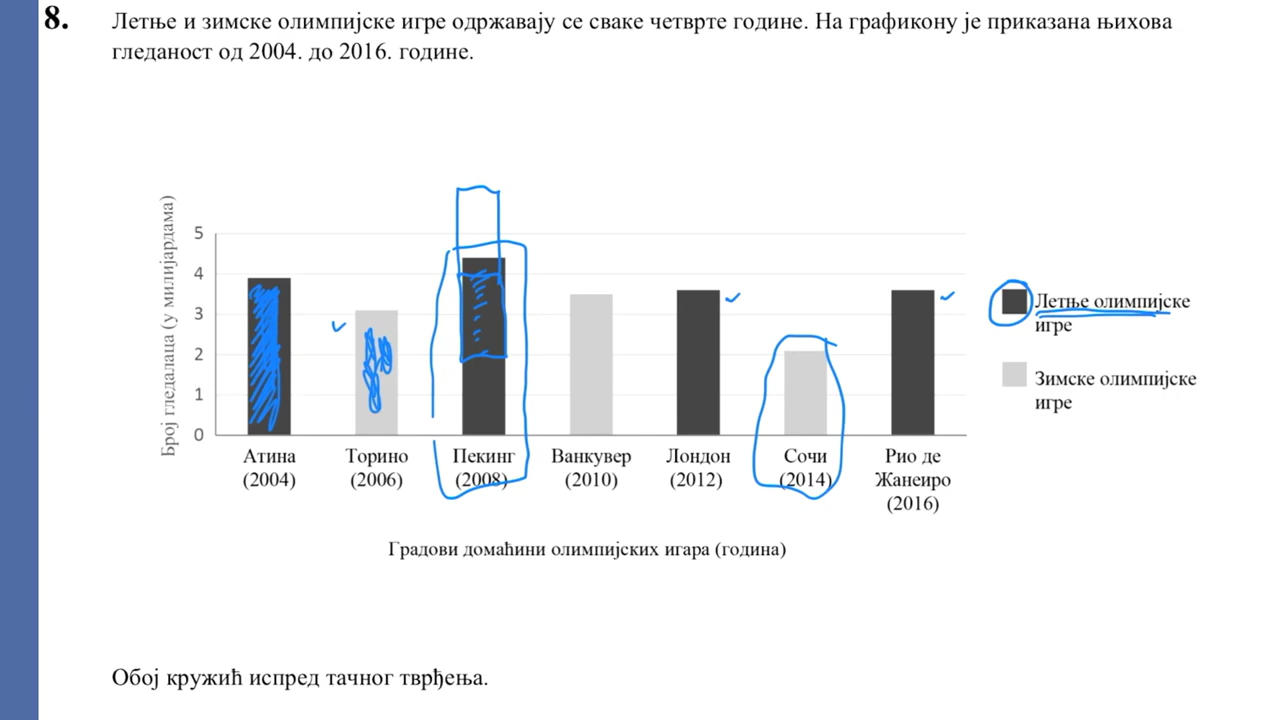 8. Летње и зимске олимпијске игре одржавају се сваке четврте године. На графикону је приказана њихова
гледаност од 2004. до 2016. године.
Број гледалаца (у милијардама)
5
4
3
2
1
0
Атина
(2004)
Торино
(2006)
Пекинг
(2008)
Ванкувер
(2010)
Лондон
(2012)
Сочи
(2014)
Рио де
Жанеиро
(2016)
Летње олимпијске
игре
Зимске олимпијске
игре
Градови домаћини олимпијских игара (година)
Обој кружић испред тачног тврђења.